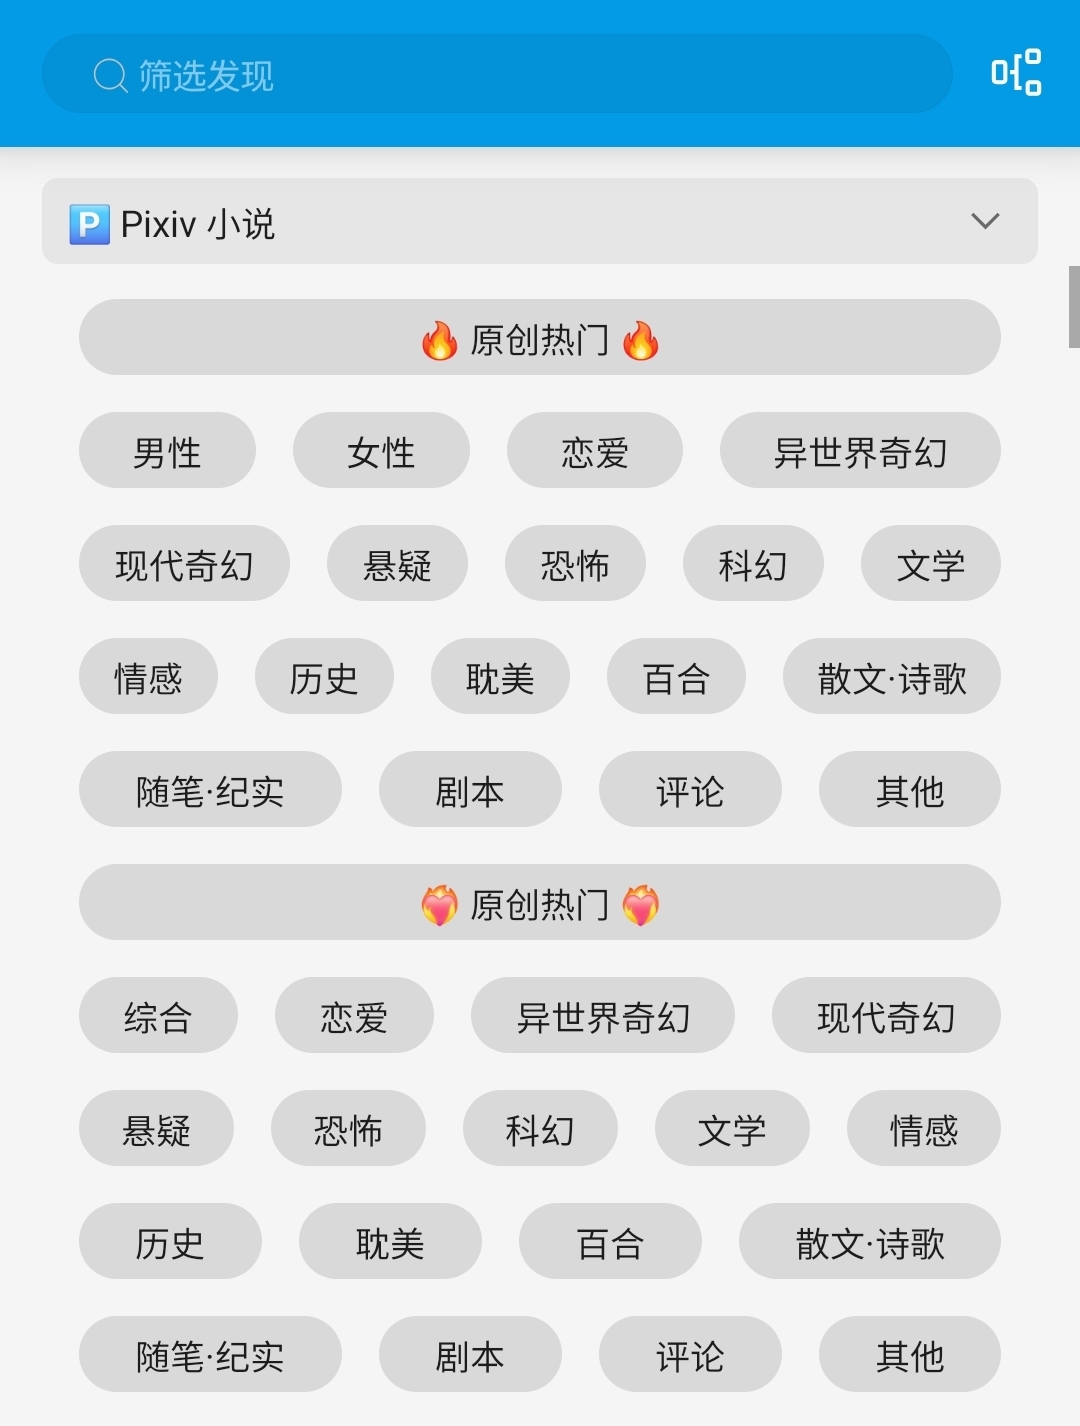 筛选发现
🅿️ Pixiv 小说
🔥 原创热门 🔥
男性 女性 恋爱 异世界奇幻
现代奇幻 悬疑 恐怖 科幻 文学
情感 历史 耽美 百合 散文·诗歌
随笔·纪实 剧本 评论 其他
❤️‍🔥 原创热门 ❤️‍🔥
综合 恋爱 异世界奇幻 现代奇幻
悬疑 恐怖 科幻 文学 情感
历史 耽美 百合 散文·诗歌
随笔·纪实 剧本 评论 其他